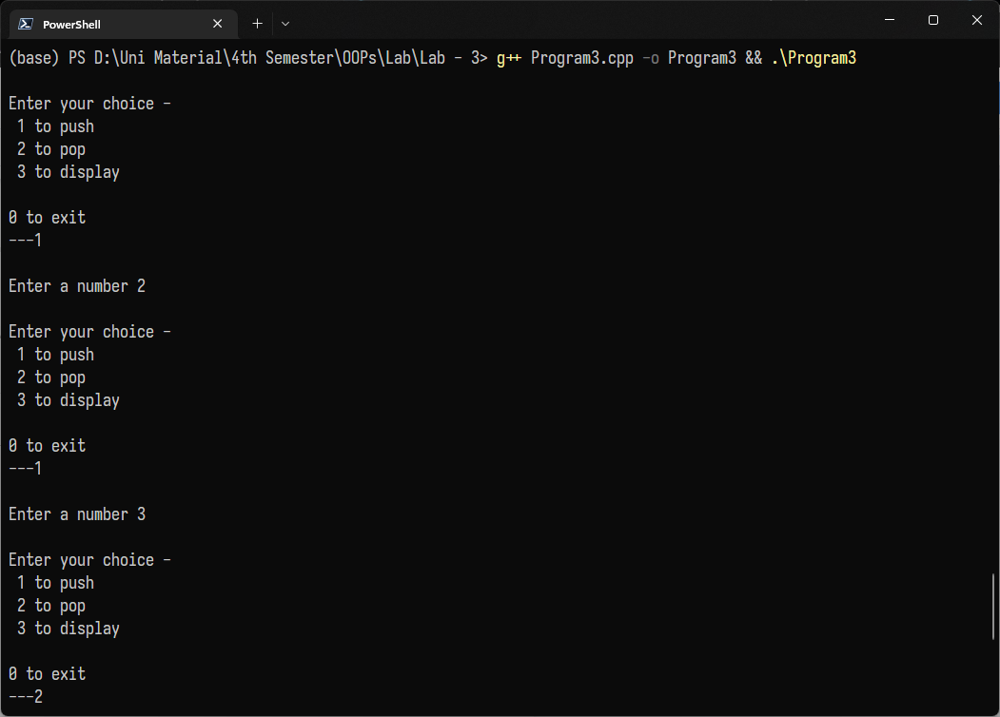 PowerShell
(base) PS D:\Uni Material\4th Semester\OOPs\Lab\Lab - 3> g++ Program3.cpp -o Program3 && .\Program3
Enter your choice -
1 to push
2 to pop
3 to display
0 to exit
---1
Enter a number 2
Enter your choice -
1 to push
2 to pop
3 to display
0 to exit
---1
Enter a number 3
Enter your choice -
1 to push
2 to pop
3 to display
0 to exit
---2